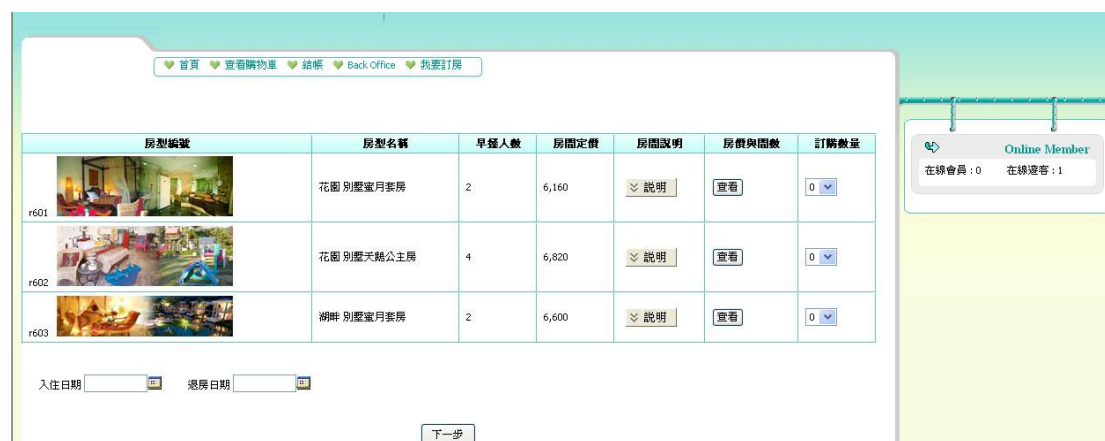 首頁 查看購物車 結帳 Back Office 我要訂房
房型編號 房型名稱 早餐人數 房間定價 房間說明 房價與間數 訂購數量
r601 花園 別墅蜜月套房 2 6,160 說明 查看 0
r602 花園 別墅天鵝公主房 4 6,820 說明 查看 0
r603 湖畔 別墅蜜月套房 2 6,600 說明 查看 0
入住日期 退房日期
下一步
Online Member
在線會員:0 在線遊客:1